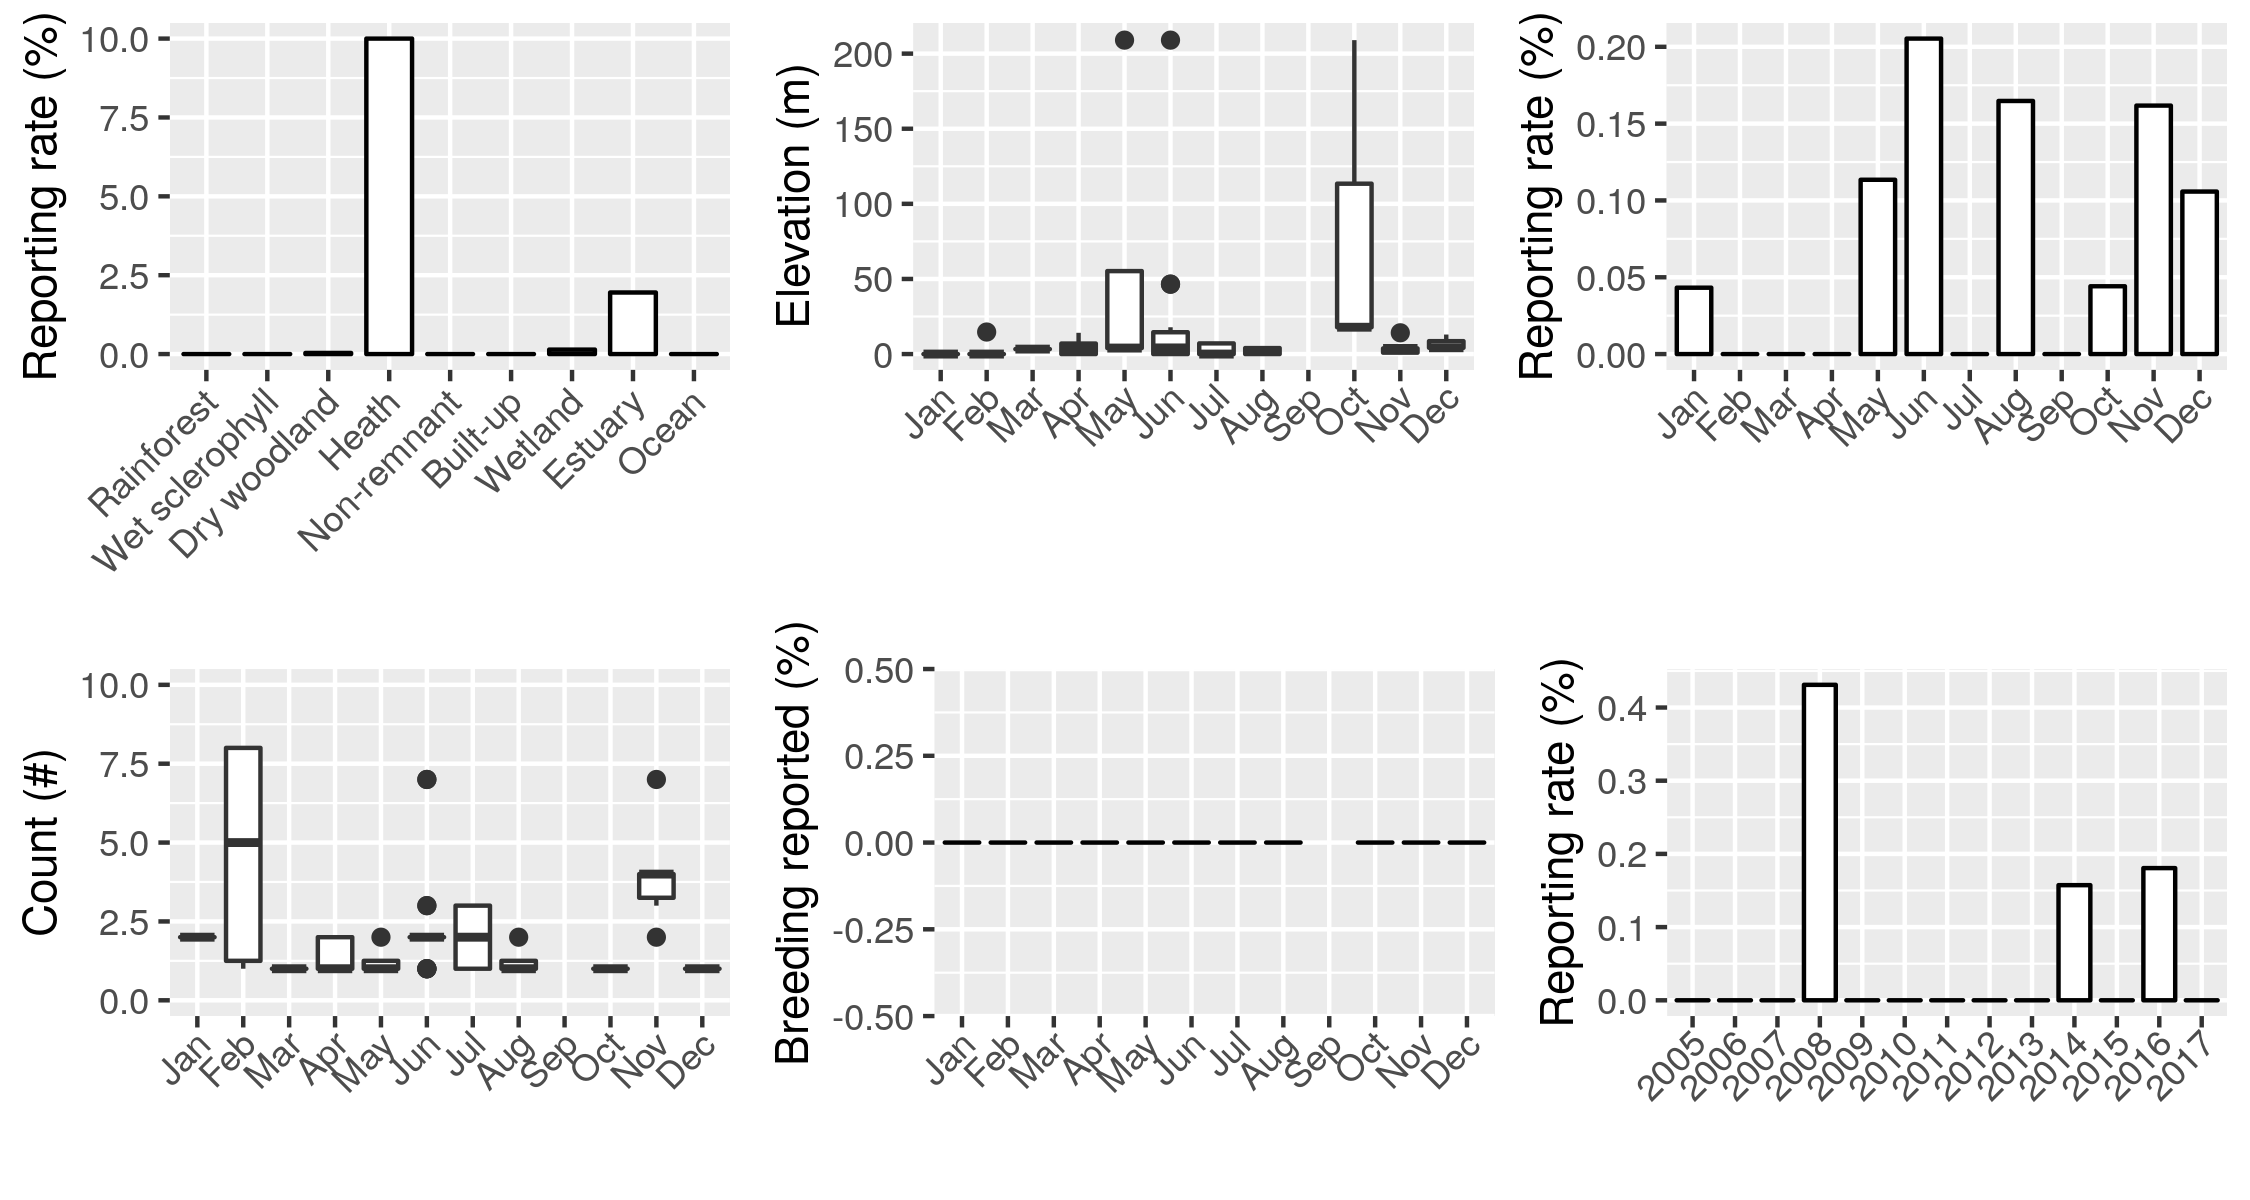 Reporting rate (%)
10.0
7.5
5.0
2.5
0.0
Rainforest
Wet sclerophyll
Dry woodland
Heath
Non-remnant
Built-up
Wetland
Estuary
Ocean
Elevation (m)
200
150
100
50
0
Jan
Feb
Mar
Apr
May
Jun
Jul
Aug
Sep
Oct
Nov
Dec
Reporting rate (%)
0.20
0.15
0.10
0.05
0.00
Jan
Feb
Mar
Apr
May
Jun
Jul
Aug
Sep
Oct
Nov
Dec
Count (#)
10.0
7.5
5.0
2.5
0.0
Jan
Feb
Mar
Apr
May
Jun
Jul
Aug
Sep
Oct
Nov
Dec
Breeding reported (%)
0.50
0.25
0.00
-0.25
-0.50
Jan
Feb
Mar
Apr
May
Jun
Jul
Aug
Sep
Oct
Nov
Dec
Reporting rate (%)
0.4
0.3
0.2
0.1
0.0
2005
2006
2007
2008
2009
2010
2011
2012
2013
2014
2015
2016
2017